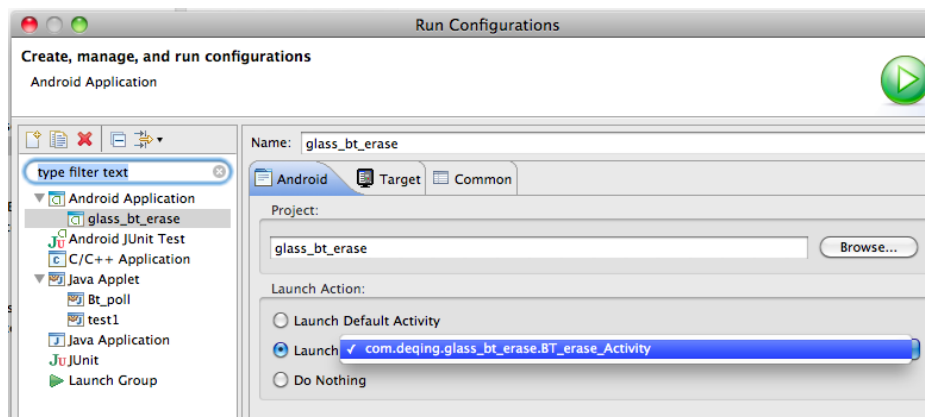 Run Configurations
Create, manage, and run configurations
Android Application
type filter text
Android Application
glass_bt_erase
Android JUnit Test
C/C++ Application
Java Applet
Bt_poll
test1
Java Application
JUnit
Launch Group
Name: glass_bt_erase
Android Target Common
Project:
glass_bt_erase Browse...
Launch Action:
Launch Default Activity
Launch ✓ com.deqing.glass_bt_erase.BT_erase_Activity
Do Nothing